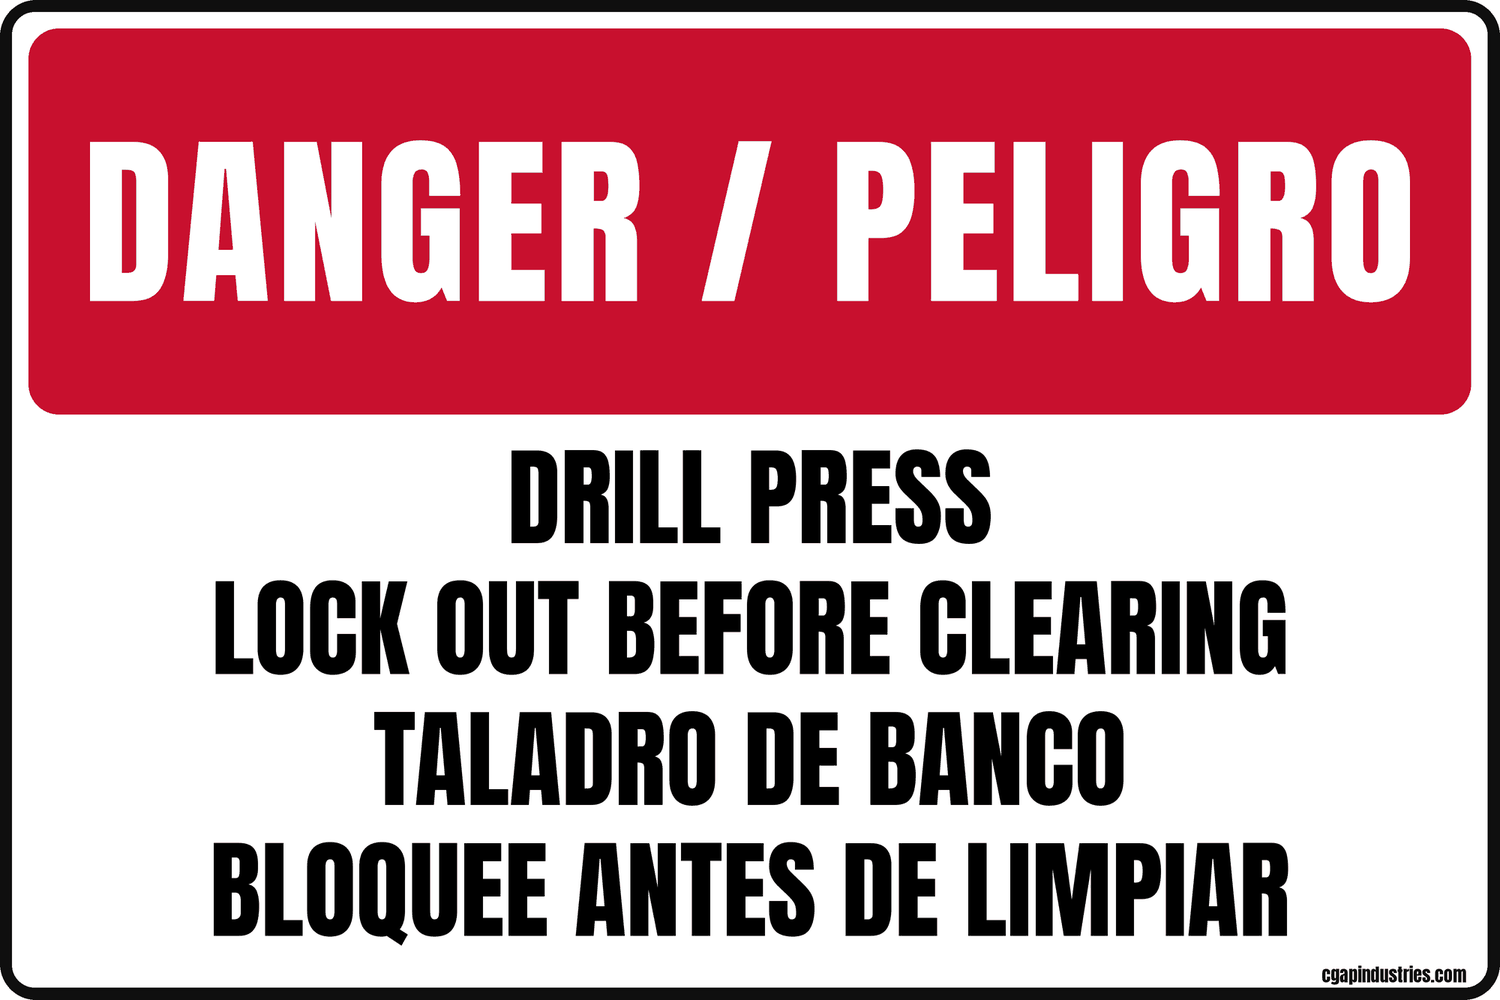 DANGER / PELIGRO
DRILL PRESS
LOCK OUT BEFORE CLEARING
TALADRO DE BANCO
BLOQUEE ANTES DE LIMPIAR
cgapindustries.com